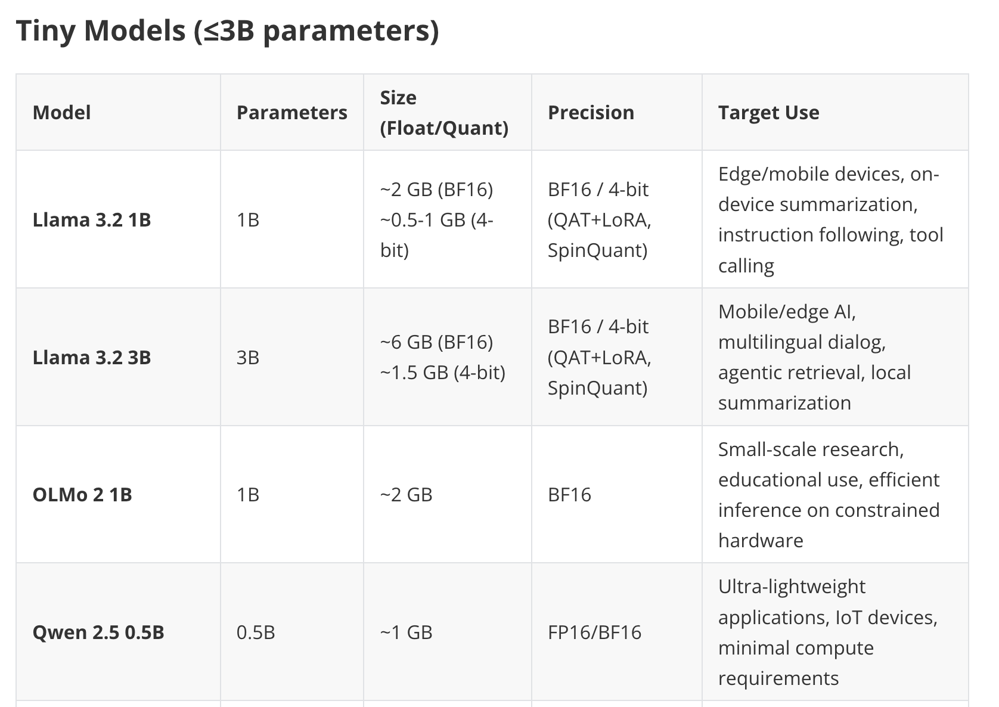 Tiny Models (≤3B parameters)
Model
Parameters
Size
(Float/Quant)
Precision
Target Use
Llama 3.2 1B
1B
~2 GB (BF16)
~0.5-1 GB (4-
bit)
BF16 / 4-bit
(QAT+LoRA,
SpinQuant)
Edge/mobile devices, on-
device summarization,
instruction following, tool
calling
Llama 3.2 3B
3B
~6 GB (BF16)
~1.5 GB (4-bit)
BF16 / 4-bit
(QAT+LoRA,
SpinQuant)
Mobile/edge AI,
multilingual dialog,
agentic retrieval, local
summarization
OLMo 2 1B
1B
~2 GB
BF16
Small-scale research,
educational use, efficient
inference on constrained
hardware
Qwen 2.5 0.5B
0.5B
~1 GB
FP16/BF16
Ultra-lightweight
applications, IoT devices,
minimal compute
requirements